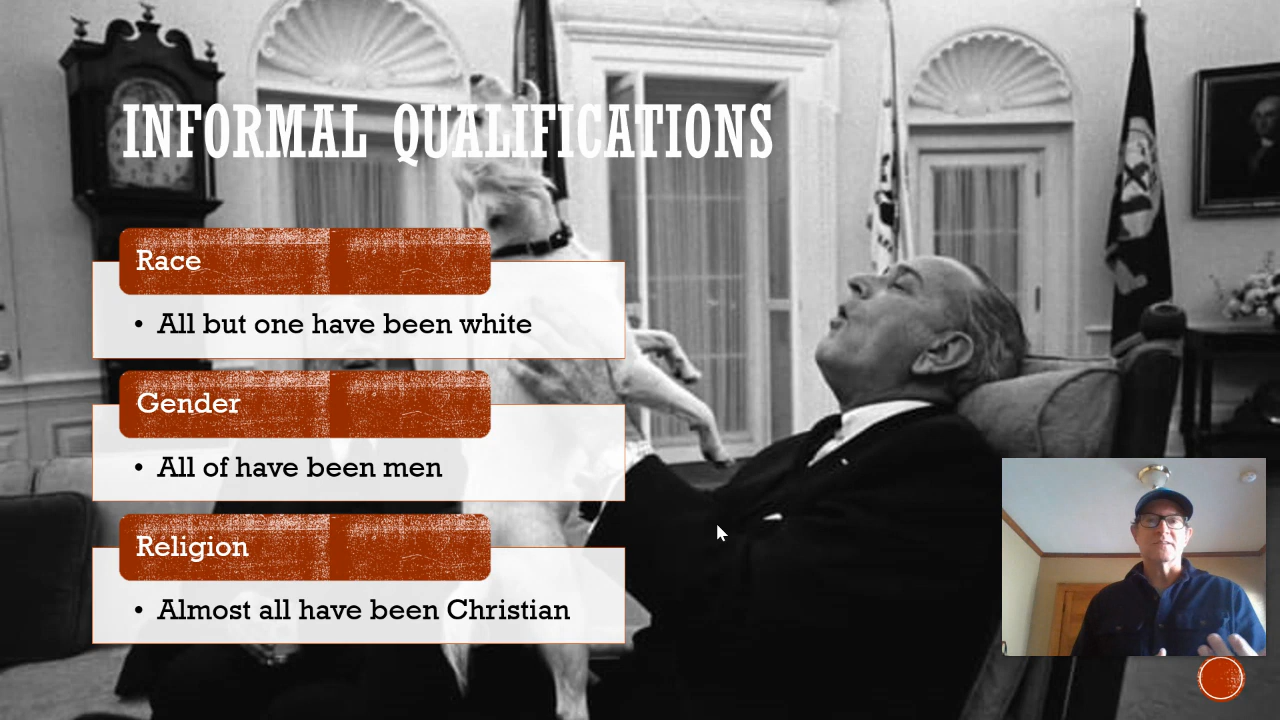 INFORMAL QUALIFICATIONS
Race
• All but one have been white
Gender
• All of have been men
Religion
• Almost all have been Christian